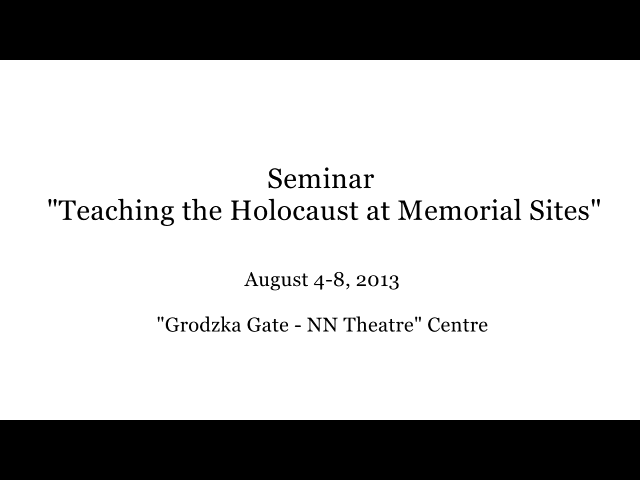 Seminar
"Teaching the Holocaust at Memorial Sites"
August 4-8, 2013
"Grodzka Gate - NN Theatre" Centre